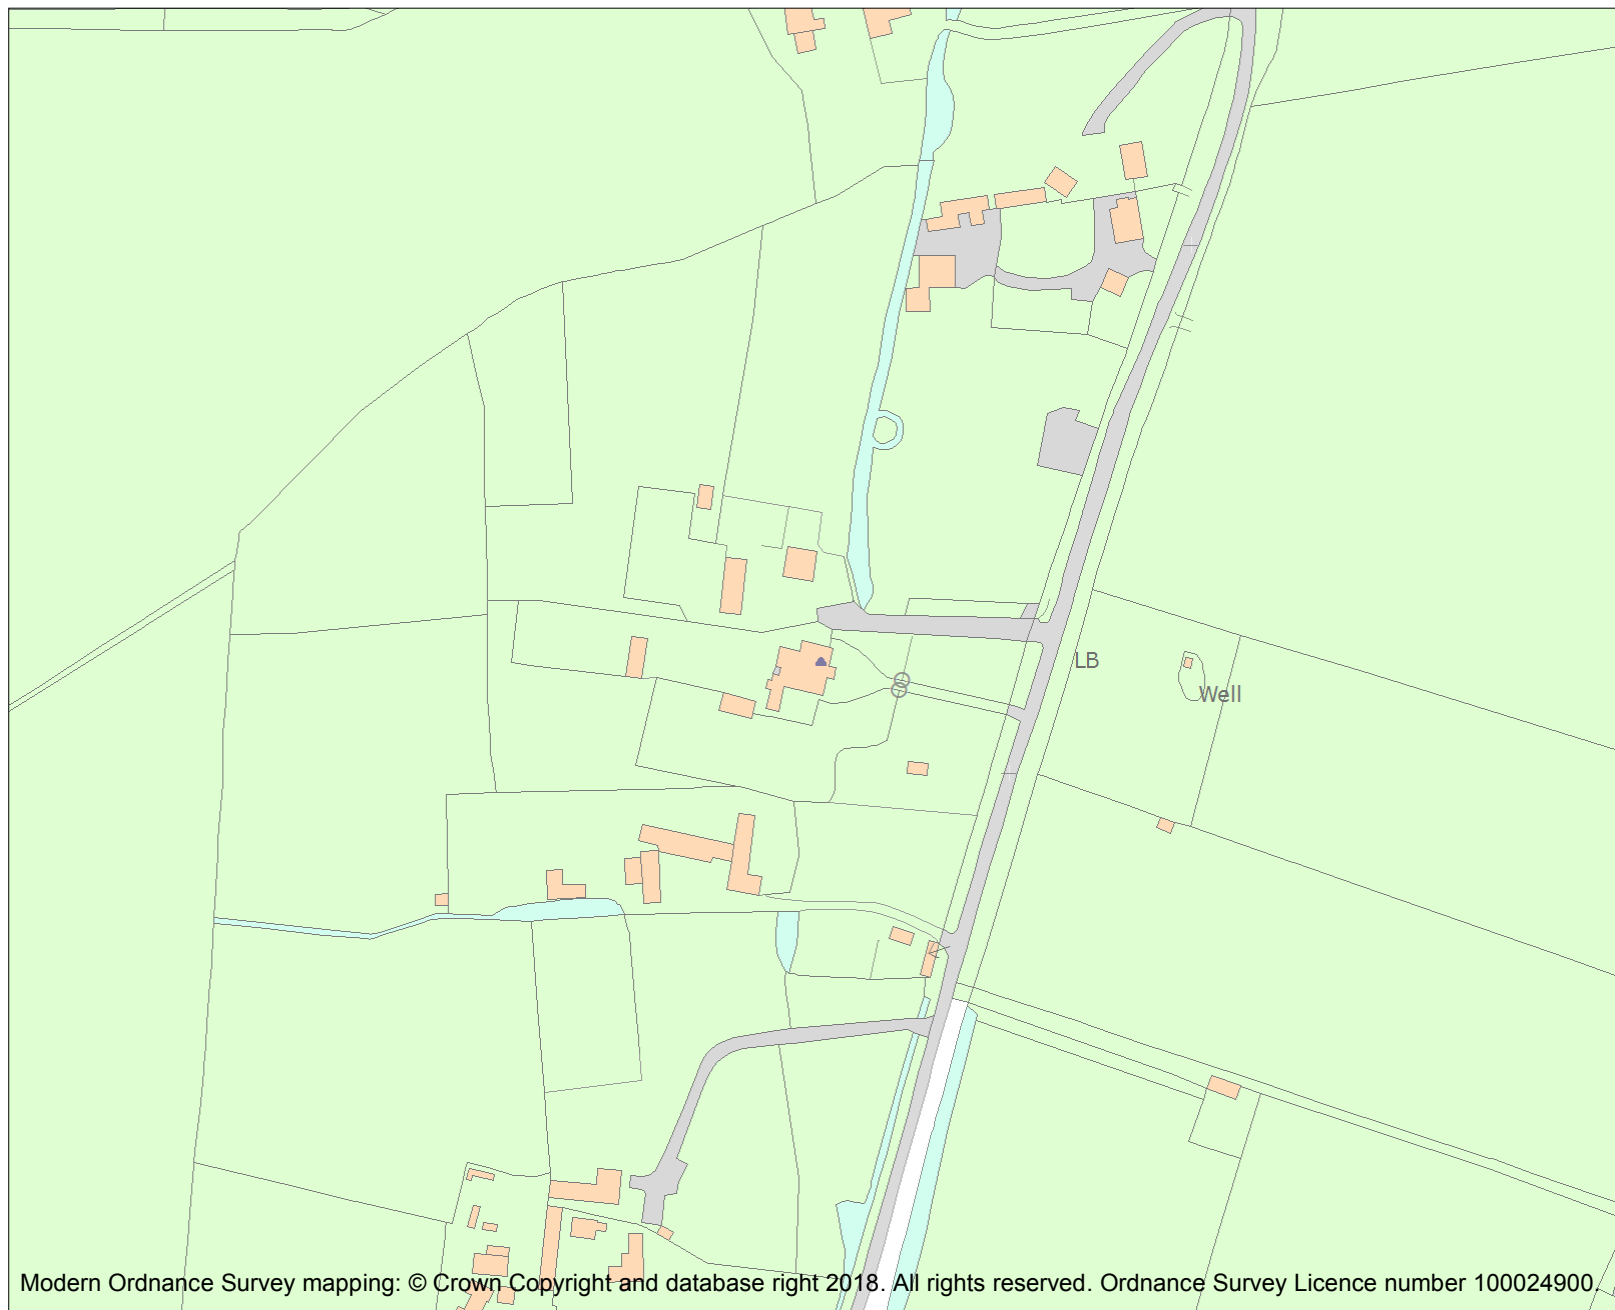 LB
Well
Modern Ordnance Survey mapping: © Crown Copyright and database right 2018. All rights reserved. Ordnance Survey Licence number 100024900.